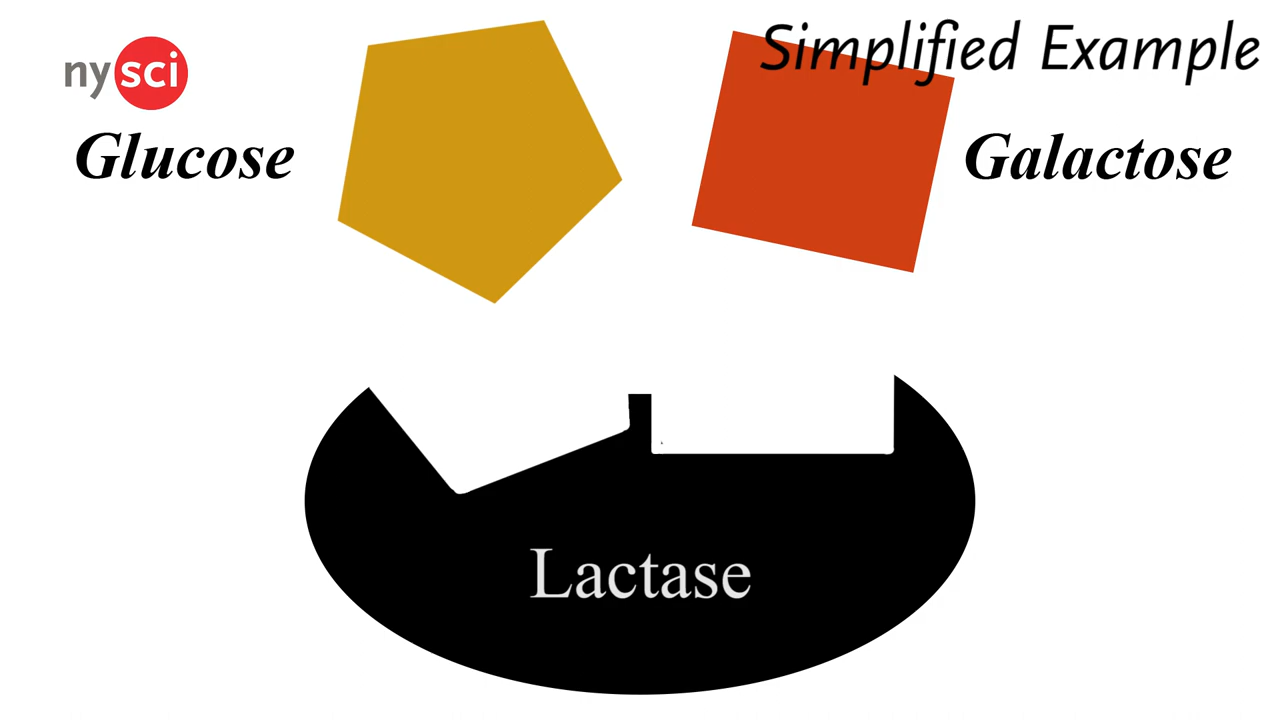 nysci
Simplified Example
Glucose
Galactose
Lactase